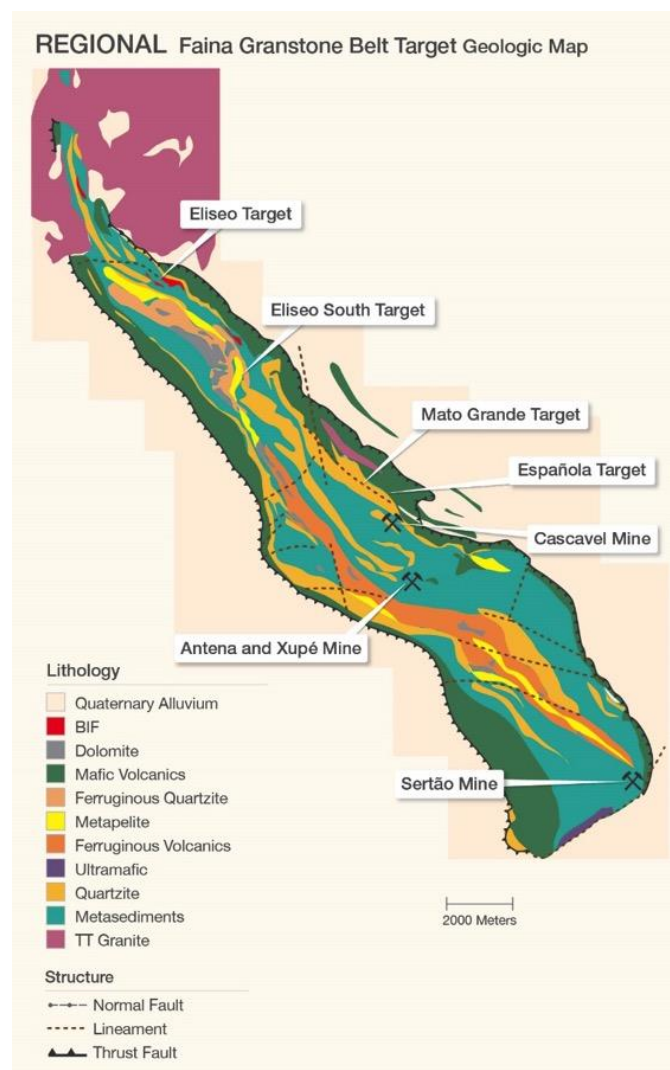 REGIONAL Faina Granstone Belt Target Geologic Map
Eliseo Target
Eliseo South Target
Mato Grande Target
Española Target
Cascavel Mine
Antena and Xupé Mine
Sertão Mine
Lithology
Quaternary Alluvium
BIF
Dolomite
Mafic Volcanics
Ferruginous Quartzite
Metapelite
Ferruginous Volcanics
Ultramafic
Quartzite
Metasediments
TT Granite
2000 Meters
Structure
Normal Fault
Lineament
Thrust Fault